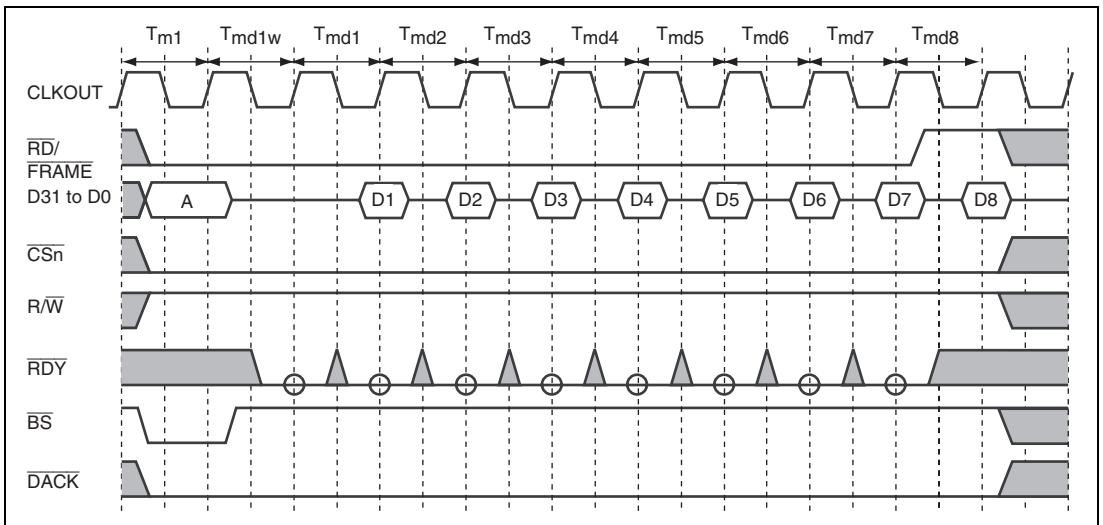 Tm1 Tmd1w Tmd1 Tmd2 Tmd3 Tmd4 Tmd5 Tmd6 Tmd7 Tmd8
CLKOUT
RD/
FRAME
D31 to D0 A D1 D2 D3 D4 D5 D6 D7 D8
CSn
R/W
RDY
BS
DACK